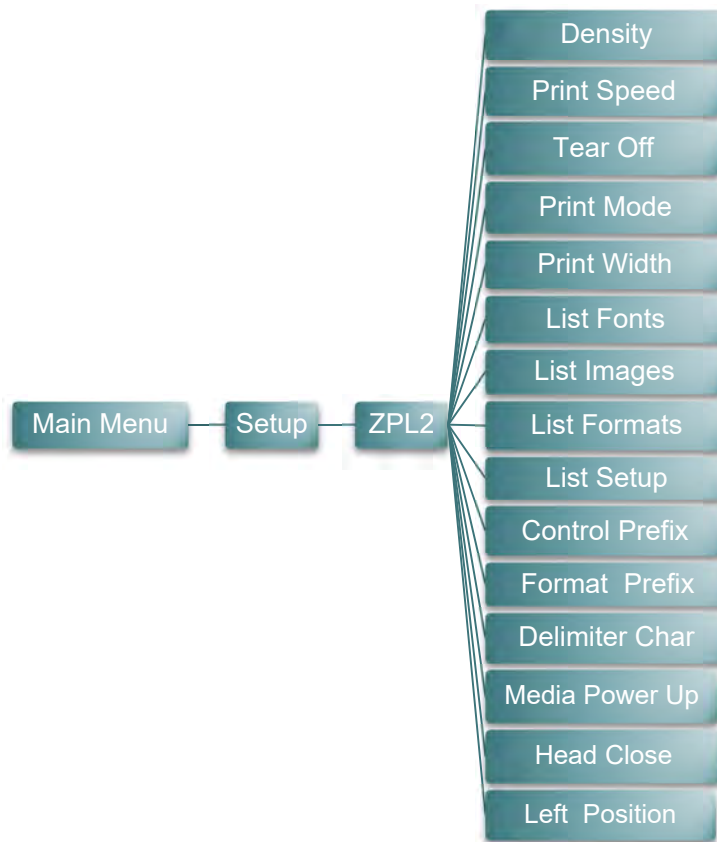 Main Menu
Setup
ZPL2
Density
Print Speed
Tear Off
Print Mode
Print Width
List Fonts
List Images
List Formats
List Setup
Control Prefix
Format Prefix
Delimiter Char
Media Power Up
Head Close
Left Position